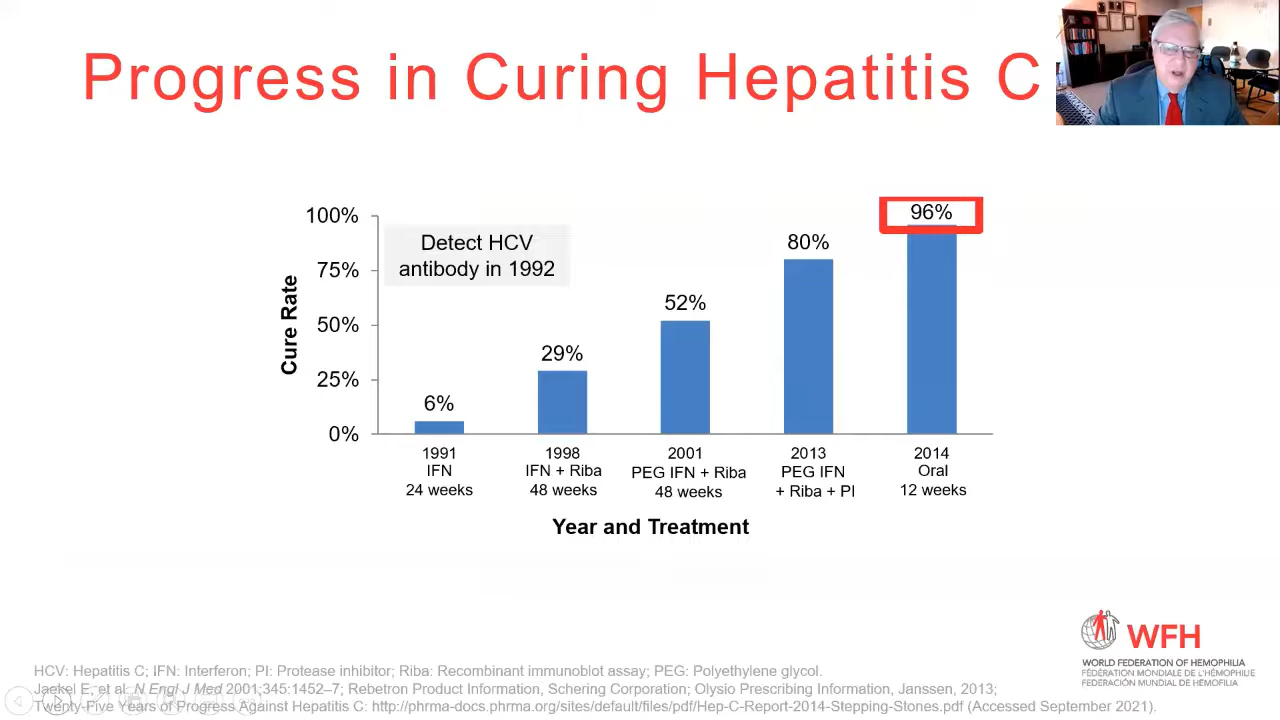 Progress in Curing Hepatitis C
100%
75%
50%
25%
0%
Cure Rate
Detect HCV
antibody in 1992
6%
29%
52%
80%
96%
1991
IFN
24 weeks
1998
IFN + Riba
48 weeks
2001
PEG IFN + Riba
48 weeks
2013
PEG IFN
+ Riba + PI
2014
Oral
12 weeks
Year and Treatment
WFH
WORLD FEDERATION OF HEMOPHILIA
FÉDÉRATION MONDIALE DE L'HÉMOPHILIE
FEDERACIÓN MUNDIAL DE HEMOFILIA
HCV: Hepatitis C; IFN: Interferon; PI: Protease inhibitor; Riba: Recombinant immunoblot assay; PEG: Polyethylene glycol.
Jaekel E, et al. N Engl J Med 2001;345:1452–7; Rebetron Product Information, Schering Corporation; Olysio Prescribing Information, Janssen, 2013;
Twenty-Five Years of Progress Against Hepatitis C: http://phrma-docs.phrma.org/sites/default/files/pdf/Hep-C-Report-2014-Stepping-Stones.pdf (Accessed September 2021).